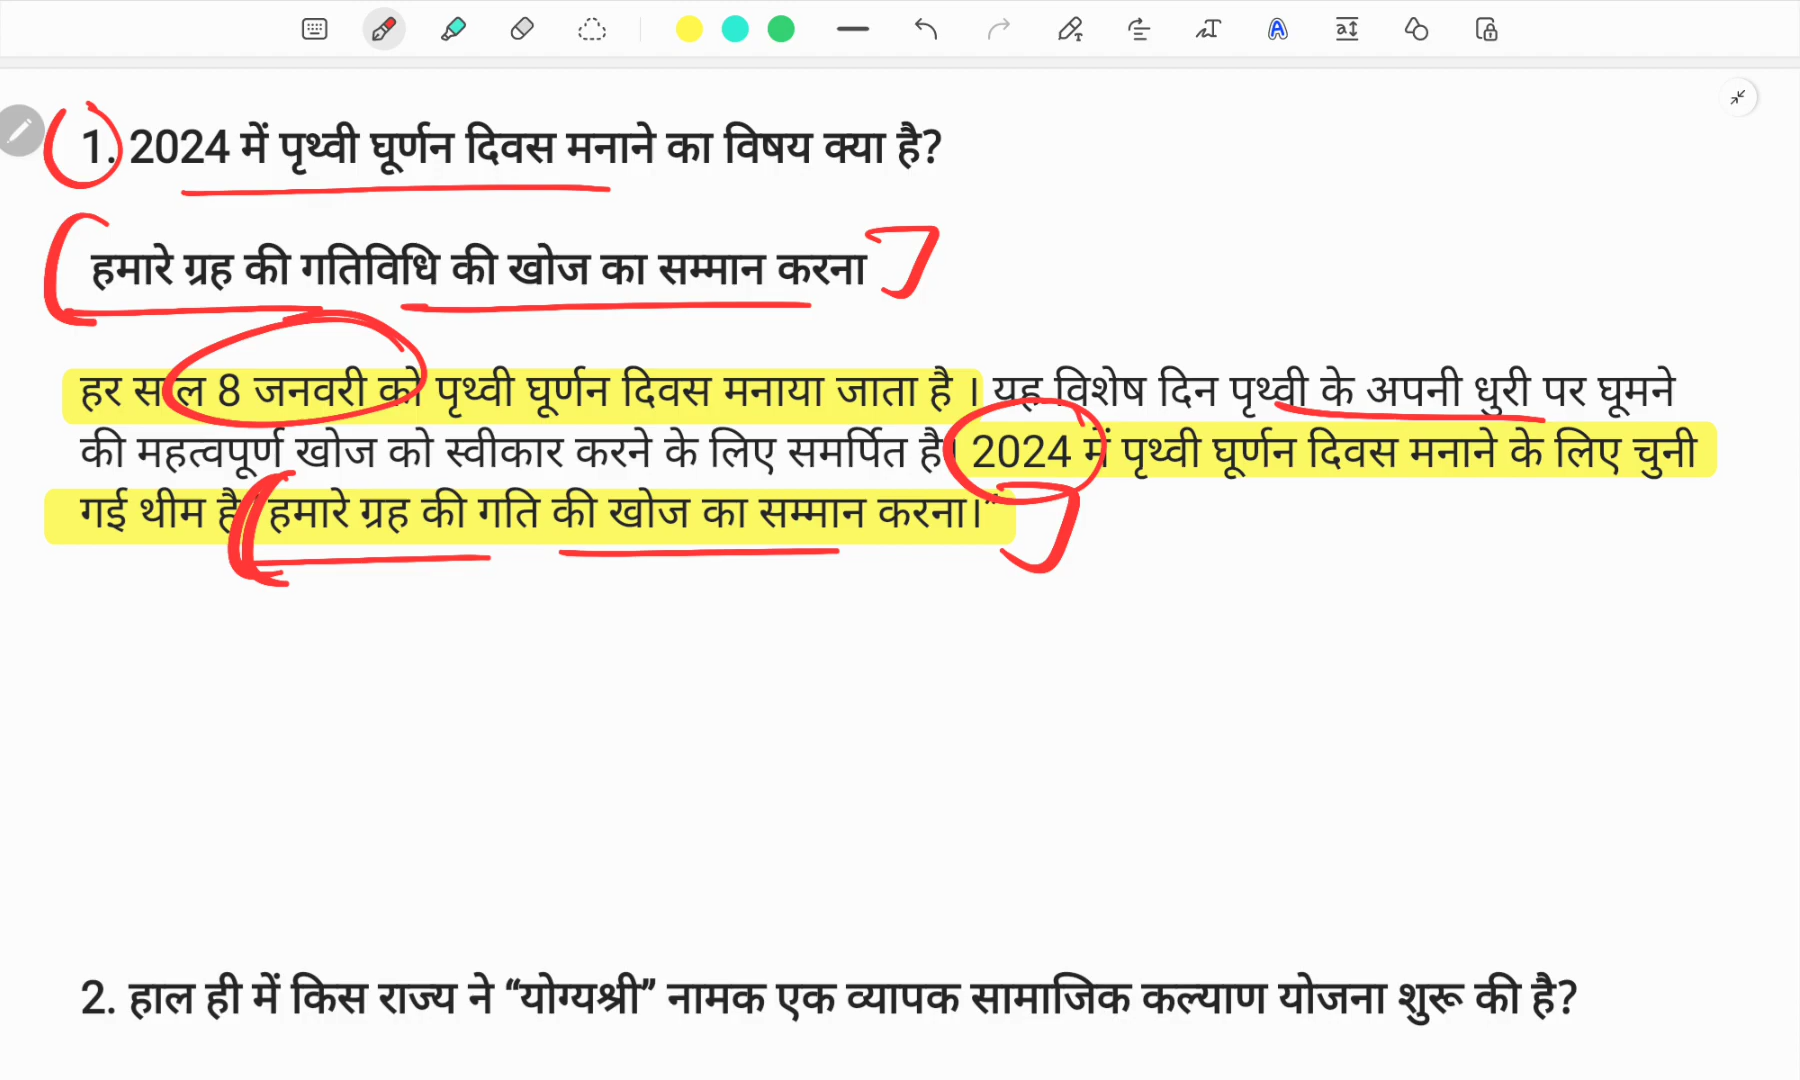 1. 2024 में पृथ्वी घूर्णन दिवस मनाने का विषय क्या है?
हमारे ग्रह की गतिविधि की खोज का सम्मान करना
हर साल 8 जनवरी को पृथ्वी घूर्णन दिवस मनाया जाता है । यह विशेष दिन पृथ्वी के अपनी धुरी पर घूमने
की महत्वपूर्ण खोज को स्वीकार करने के लिए समर्पित है। 2024 में पृथ्वी घूर्णन दिवस मनाने के लिए चुनी
गई थीम है “हमारे ग्रह की गति की खोज का सम्मान करना।”
2. हाल ही में किस राज्य ने “योग्यश्री” नामक एक व्यापक सामाजिक कल्याण योजना शुरू की है?